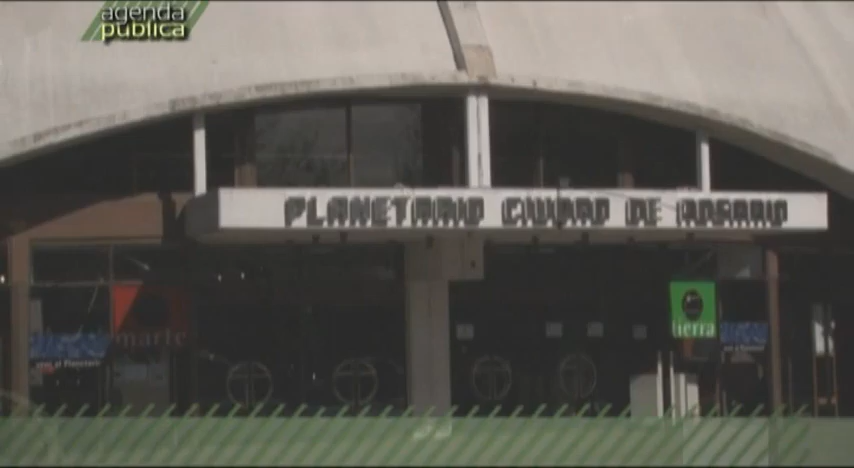 agenda
pública
PLANETARIO CIUDAD DE ROSARIO
marte
tierra